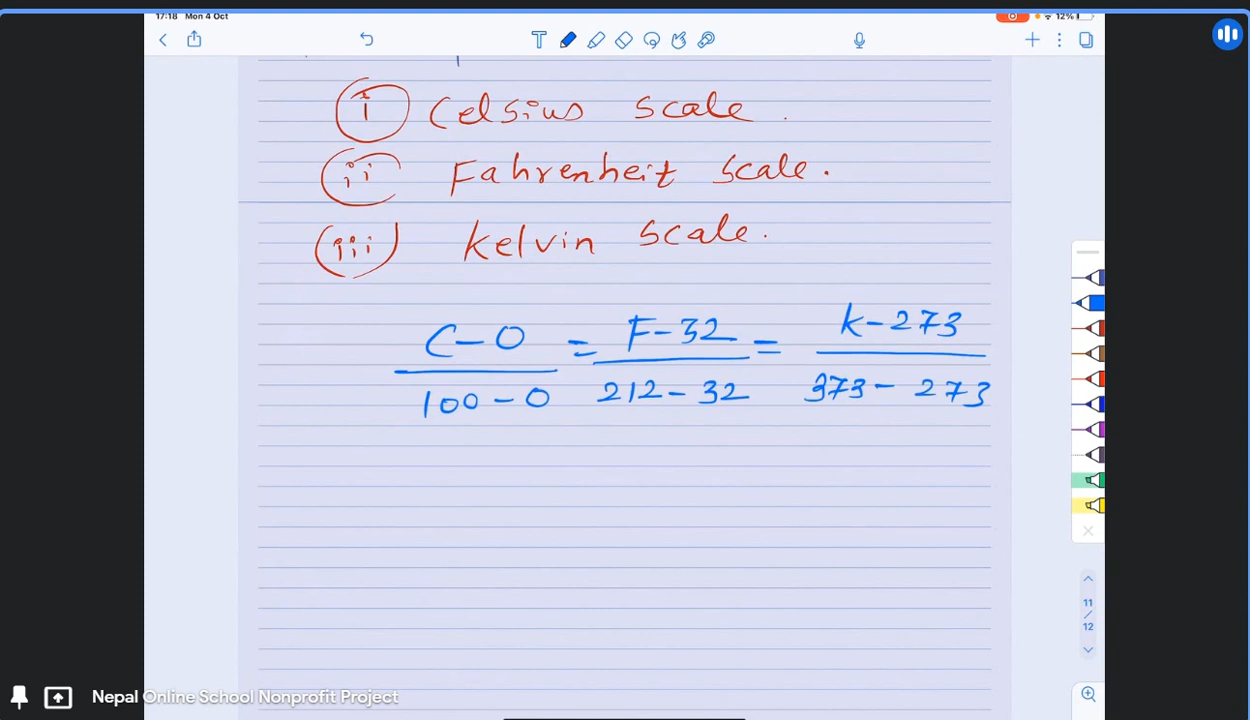 17:18 Mon 4 Oct 12%
T
i Celsius Scale.
ii Fahrenheit Scale.
(iii) Kelvin Scale.
C-0 = F-32 = K-273
100-0 212-32 373-273
11
/
12
Nepal Online School Nonprofit Project